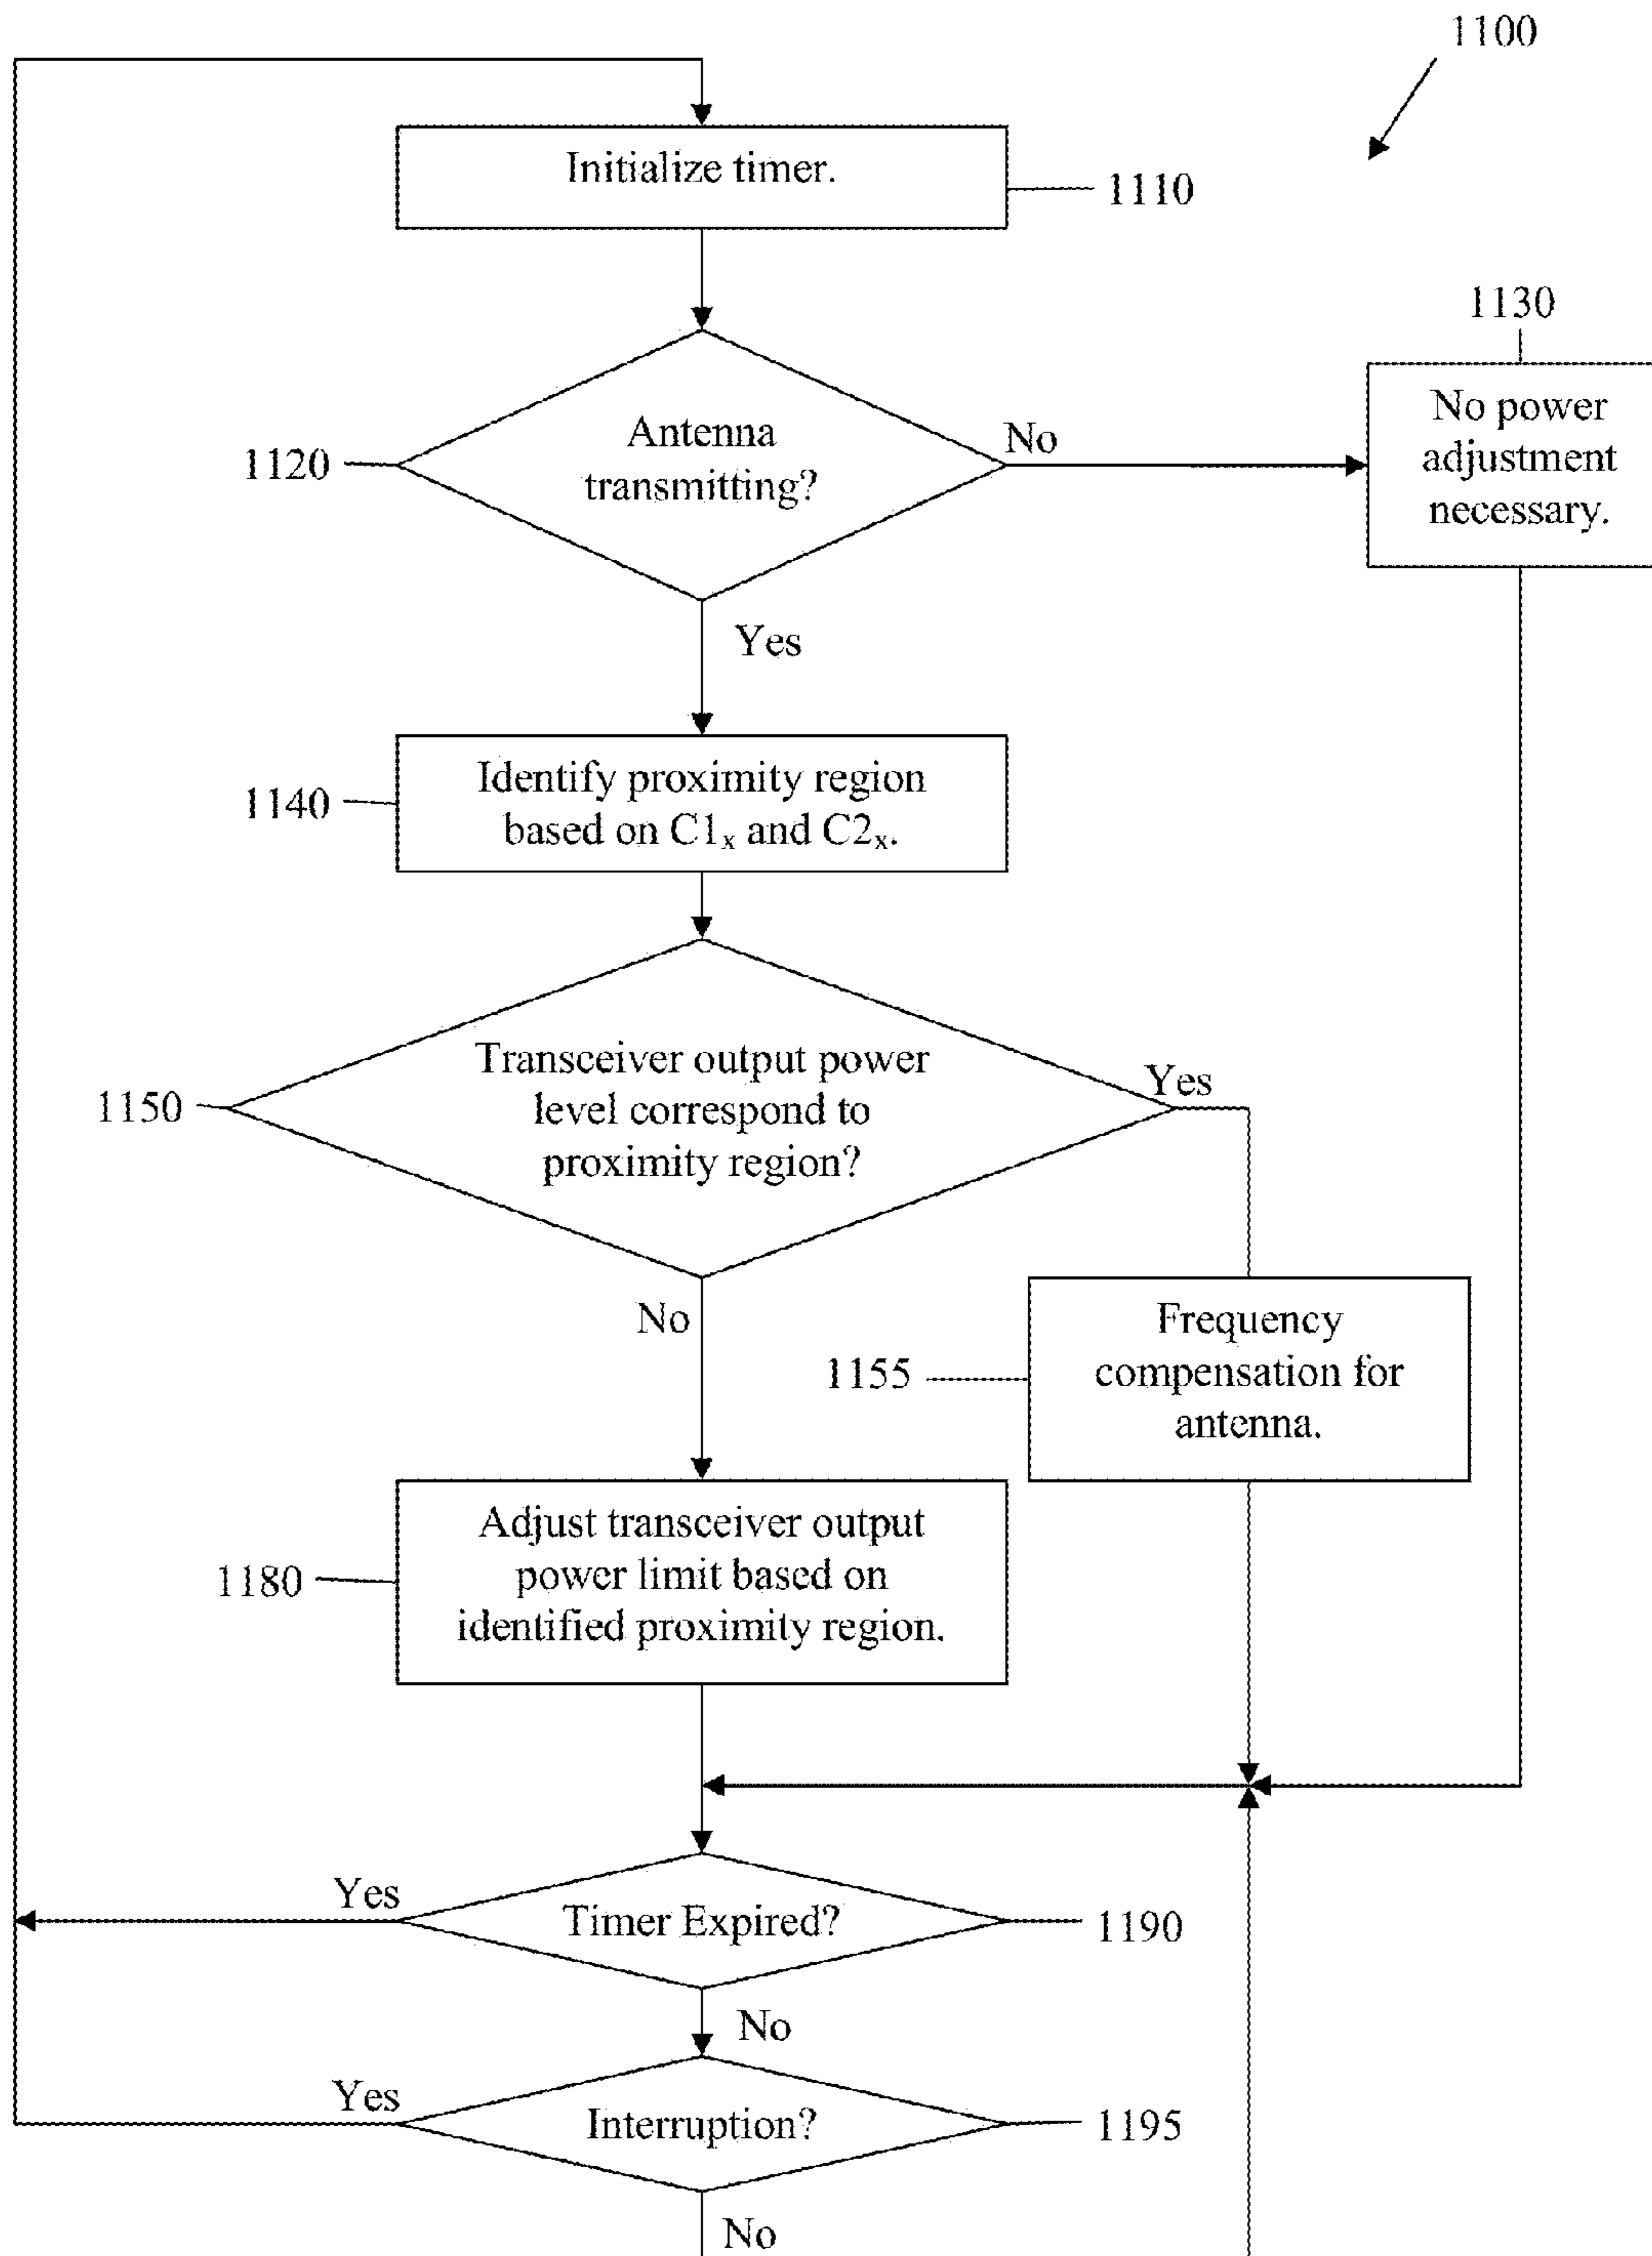 1100
Initialize timer.
1110
1130
No power
adjustment
necessary.
Antenna
transmitting?
1120
No
Yes
1140
Identify proximity region
based on C1ₓ and C2ₓ.
Transceiver output power
level correspond to
proximity region?
1150
Yes
No
1155
Frequency
compensation for
antenna.
1180
Adjust transceiver output
power limit based on
identified proximity region.
Yes
Timer Expired?
1190
No
Yes
Interruption?
1195
No